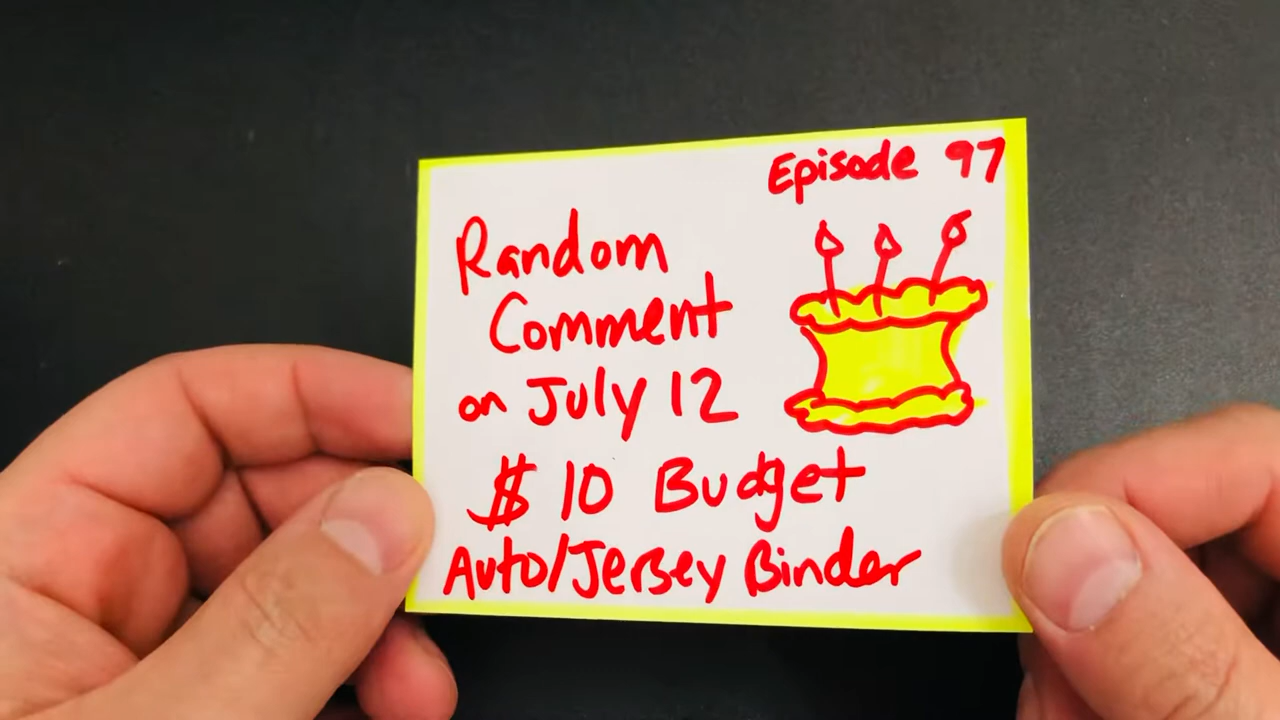 Episode 97
Random
Comment
on July 12
$10 Budget
Auto/Jersey Binder